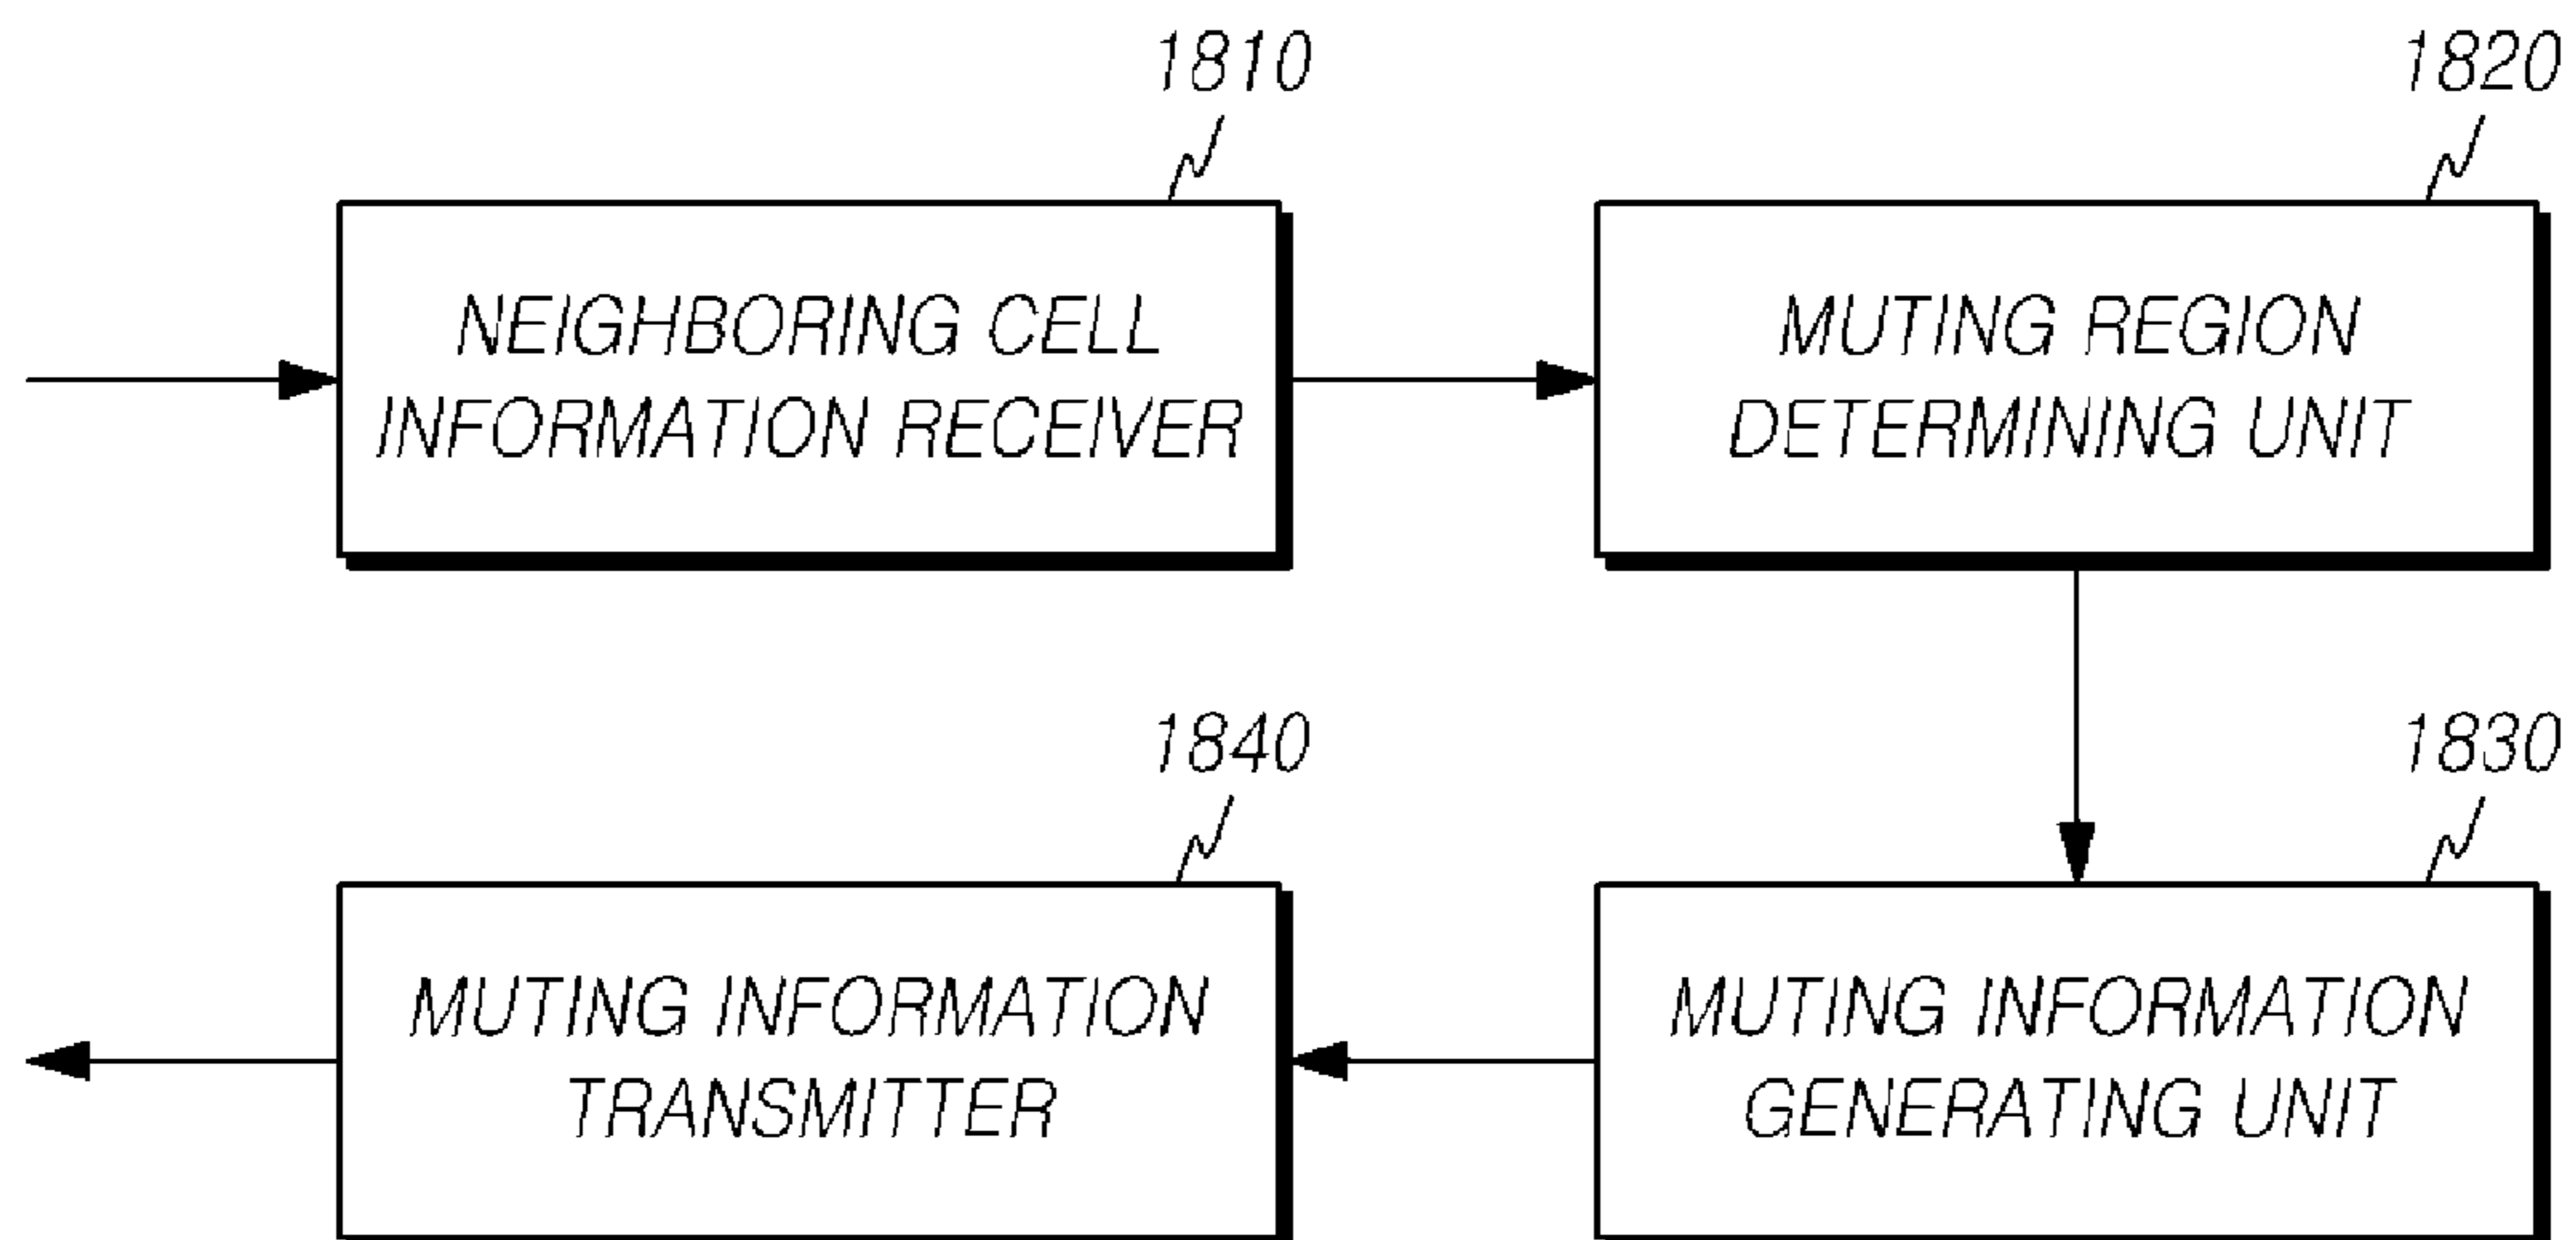 1810
1820
NEIGHBORING CELL
INFORMATION RECEIVER
MUTING REGION
DETERMINING UNIT
1840
1830
MUTING INFORMATION
TRANSMITTER
MUTING INFORMATION
GENERATING UNIT